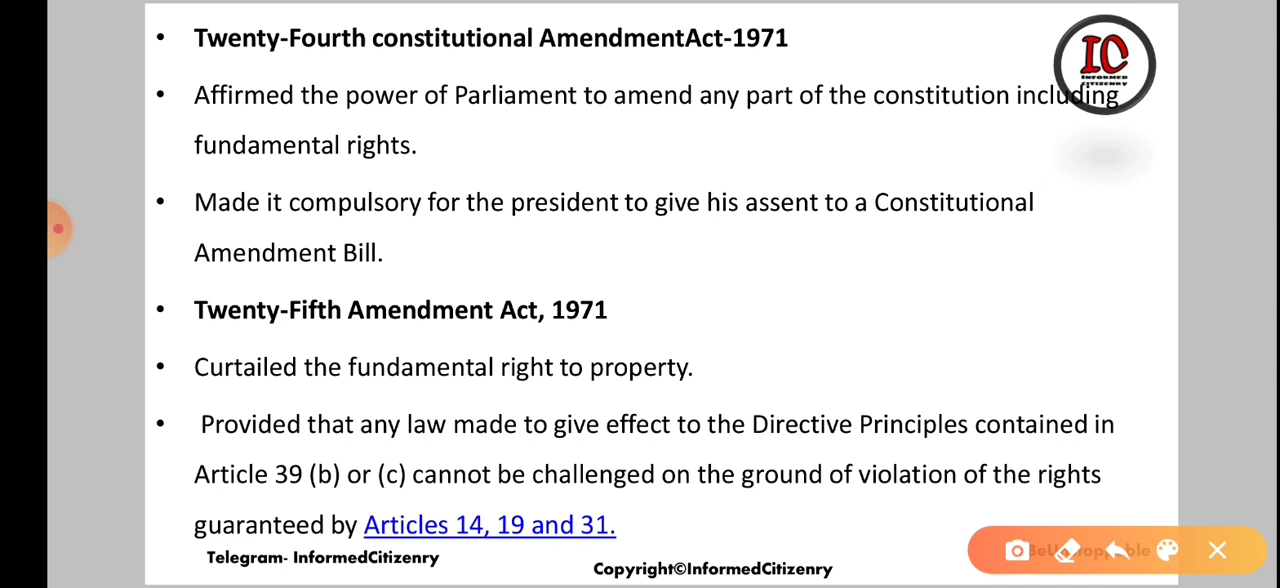 Twenty-Fourth constitutional AmendmentAct-1971
IC
INFORMED
CITIZENRY
Affirmed the power of Parliament to amend any part of the constitution including
fundamental rights.
Made it compulsory for the president to give his assent to a Constitutional
Amendment Bill.
Twenty-Fifth Amendment Act, 1971
Curtailed the fundamental right to property.
Provided that any law made to give effect to the Directive Principles contained in
Article 39 (b) or (c) cannot be challenged on the ground of violation of the rights
guaranteed by Articles 14, 19 and 31.
Telegram- InformedCitizenry
Copyright©InformedCitizenry